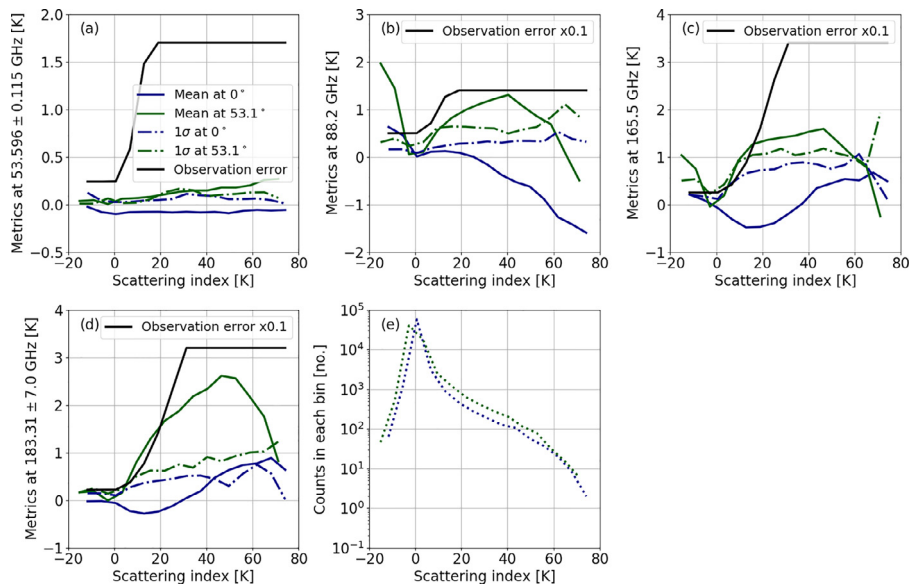 (a)
2.0
1.5
1.0
0.5
0.0
−0.5
Metrics at 53.596 ± 0.115 GHz [K]
Mean at 0°
Mean at 53.1°
1σ at 0°
1σ at 53.1°
Observation error
−20 0 20 40 60 80
Scattering index [K]
(b)
Observation error x0.1
3
2
1
0
−1
−2
Metrics at 88.2 GHz [K]
−20 0 20 40 60 80
Scattering index [K]
(c)
Observation error x0.1
4
3
2
1
0
−1
Metrics at 165.5 GHz [K]
−20 0 20 40 60 80
Scattering index [K]
(d)
Observation error x0.1
4
3
2
1
0
−1
Metrics at 183.31 ± 7.0 GHz [K]
−20 0 20 40 60 80
Scattering index [K]
(e)
10⁵
10⁴
10³
10²
10¹
10⁰
10⁻¹
Counts in each bin [no.]
−20 0 20 40 60 80
Scattering index [K]